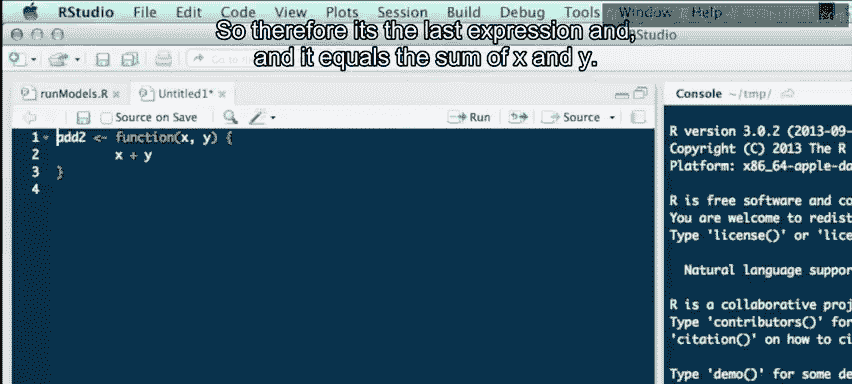 RStudio File Edit Code View Plots Session Build Debug Tools Window Help
So therefore its the last expression and,
RStudio
and it equals the sum of x and y.
runModels.R Untitled1*
Source on Save Run Source
1 add2 <- function(x, y) {
2 x + y
3 }
4
Console ~/tmp/
R version 3.0.2 (2013-09-
Copyright (C) 2013 The R
Platform: x86_64-apple-da
R is free software and co
You are welcome to redist
Type 'license()' or 'lice
Natural language suppor
R is a collaborative proj
Type 'contributors()' for
'citation()' on how to ci
Type 'demo()' for some de